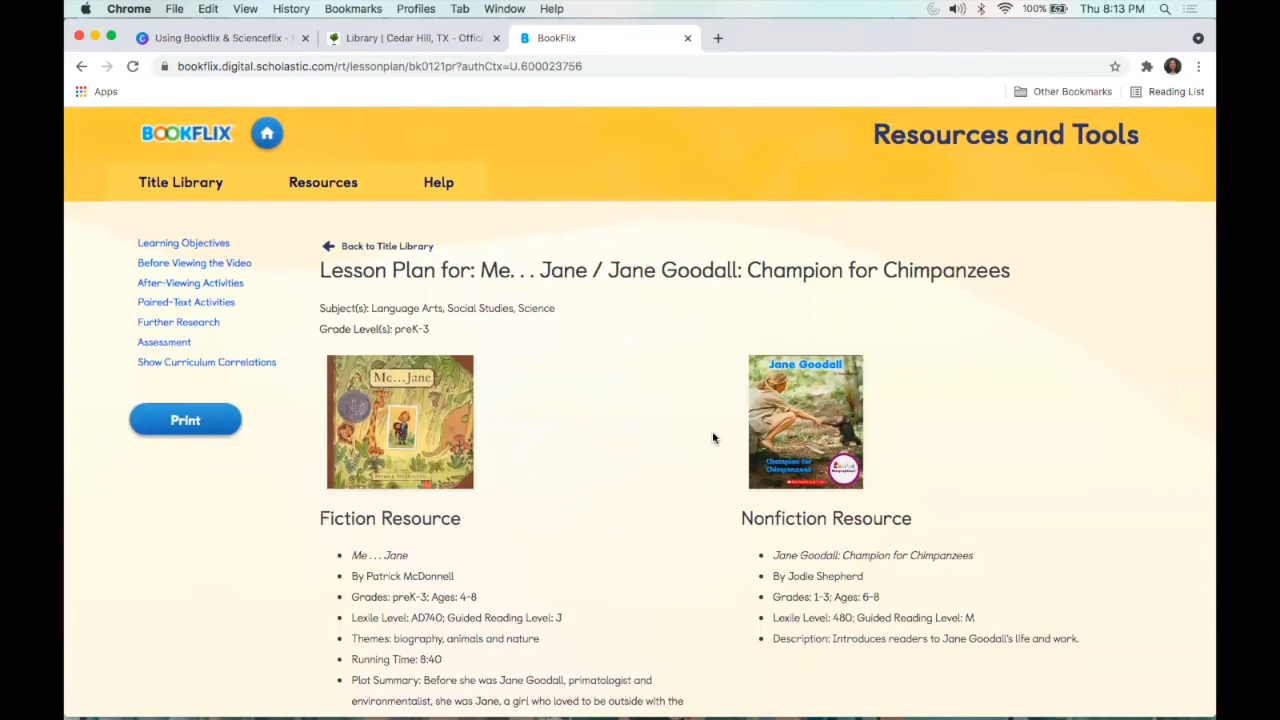 Chrome File Edit View History Bookmarks Profiles Tab Window Help 100% Thu 8:13 PM
Using Bookflix & Scienceflix -
Library | Cedar Hill, TX - Offici
BookFlix
bookflix.digital.scholastic.com/rt/lessonplan/bk0121pr?authCtx=U.600023756
Apps Other Bookmarks Reading List
BOOKFLIX
Resources and Tools
Title Library Resources Help
Learning Objectives
Before Viewing the Video
After-Viewing Activities
Paired-Text Activities
Further Research
Assessment
Show Curriculum Correlations
Print
Back to Title Library
Lesson Plan for: Me. . . Jane / Jane Goodall: Champion for Chimpanzees
Subject(s): Language Arts, Social Studies, Science
Grade Level(s): preK-3
Me...Jane
PATRICK McDONNELL
Fiction Resource
Me . . . Jane
By Patrick McDonnell
Grades: preK-3; Ages: 4-8
Lexile Level: AD740; Guided Reading Level: J
Themes: biography, animals and nature
Running Time: 8:40
Plot Summary: Before she was Jane Goodall, primatologist and
environmentalist, she was Jane, a girl who loved to be outside with the
Jane Goodall
Champion for
Chimpanzees
Nonfiction Resource
Jane Goodall: Champion for Chimpanzees
By Jodie Shepherd
Grades: 1-3; Ages: 6-8
Lexile Level: 480; Guided Reading Level: M
Description: Introduces readers to Jane Goodall's life and work.